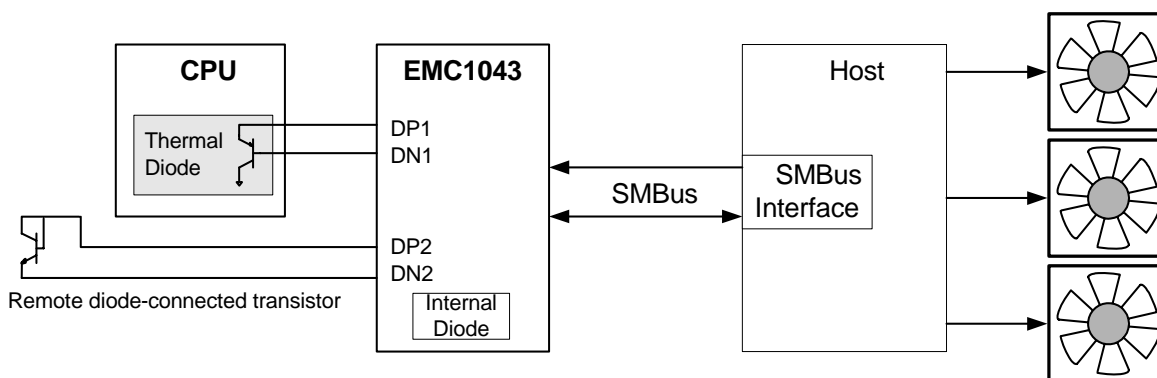 CPU
Thermal
Diode
EMC1043
DP1
DN1
DP2
DN2
Internal
Diode
Remote diode-connected transistor
SMBus
Host
SMBus
Interface